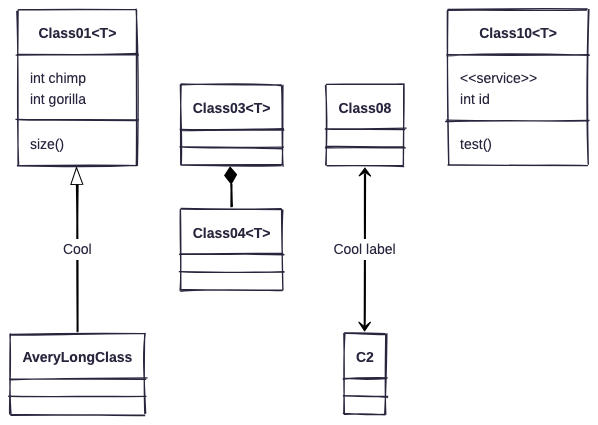 Class01<T>
int chimp
int gorilla
size()
Class03<T>
Class08
Class10<T>
<<service>>
int id
test()
Class04<T>
Cool
Cool label
AveryLongClass
C2